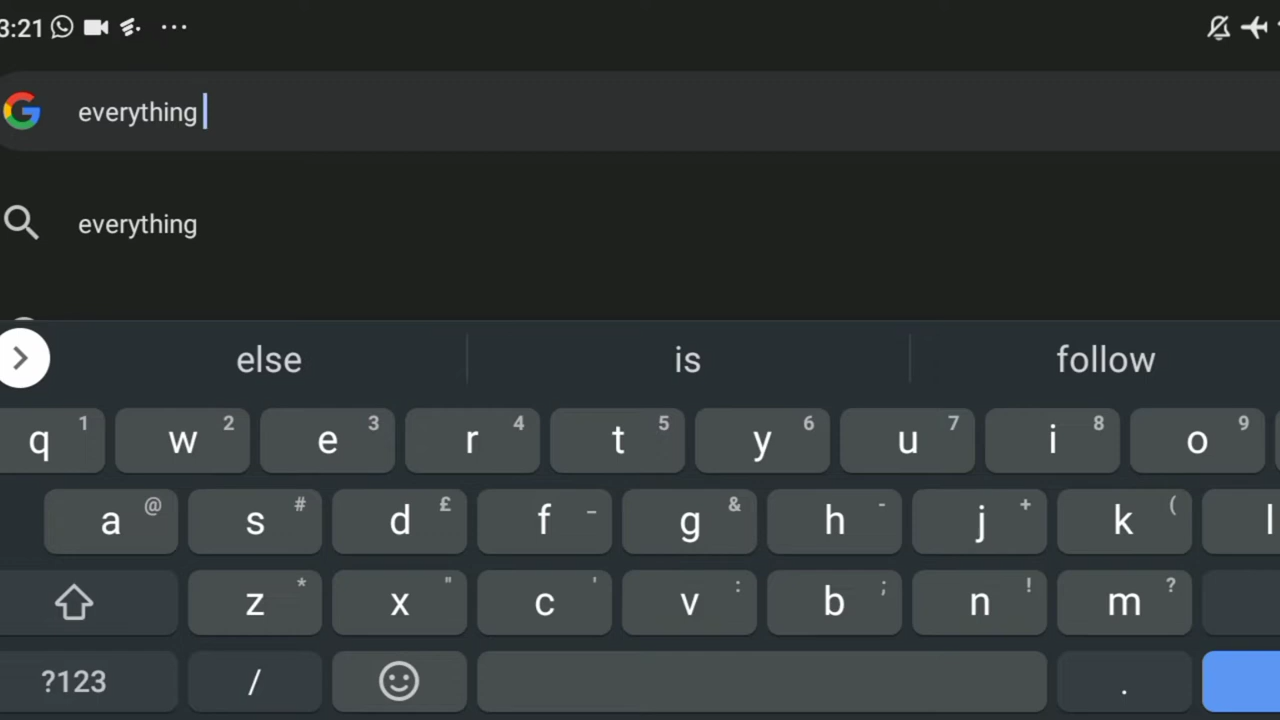 3:21 ...
everything
everything
else is follow
q 1 w 2 e 3 r 4 t 5 y 6 u 7 i 8 o 9
a @ s # d £ f _ g & h - j + k ( l
z * x " c ' v : b ; n ! m ?
?123 / .